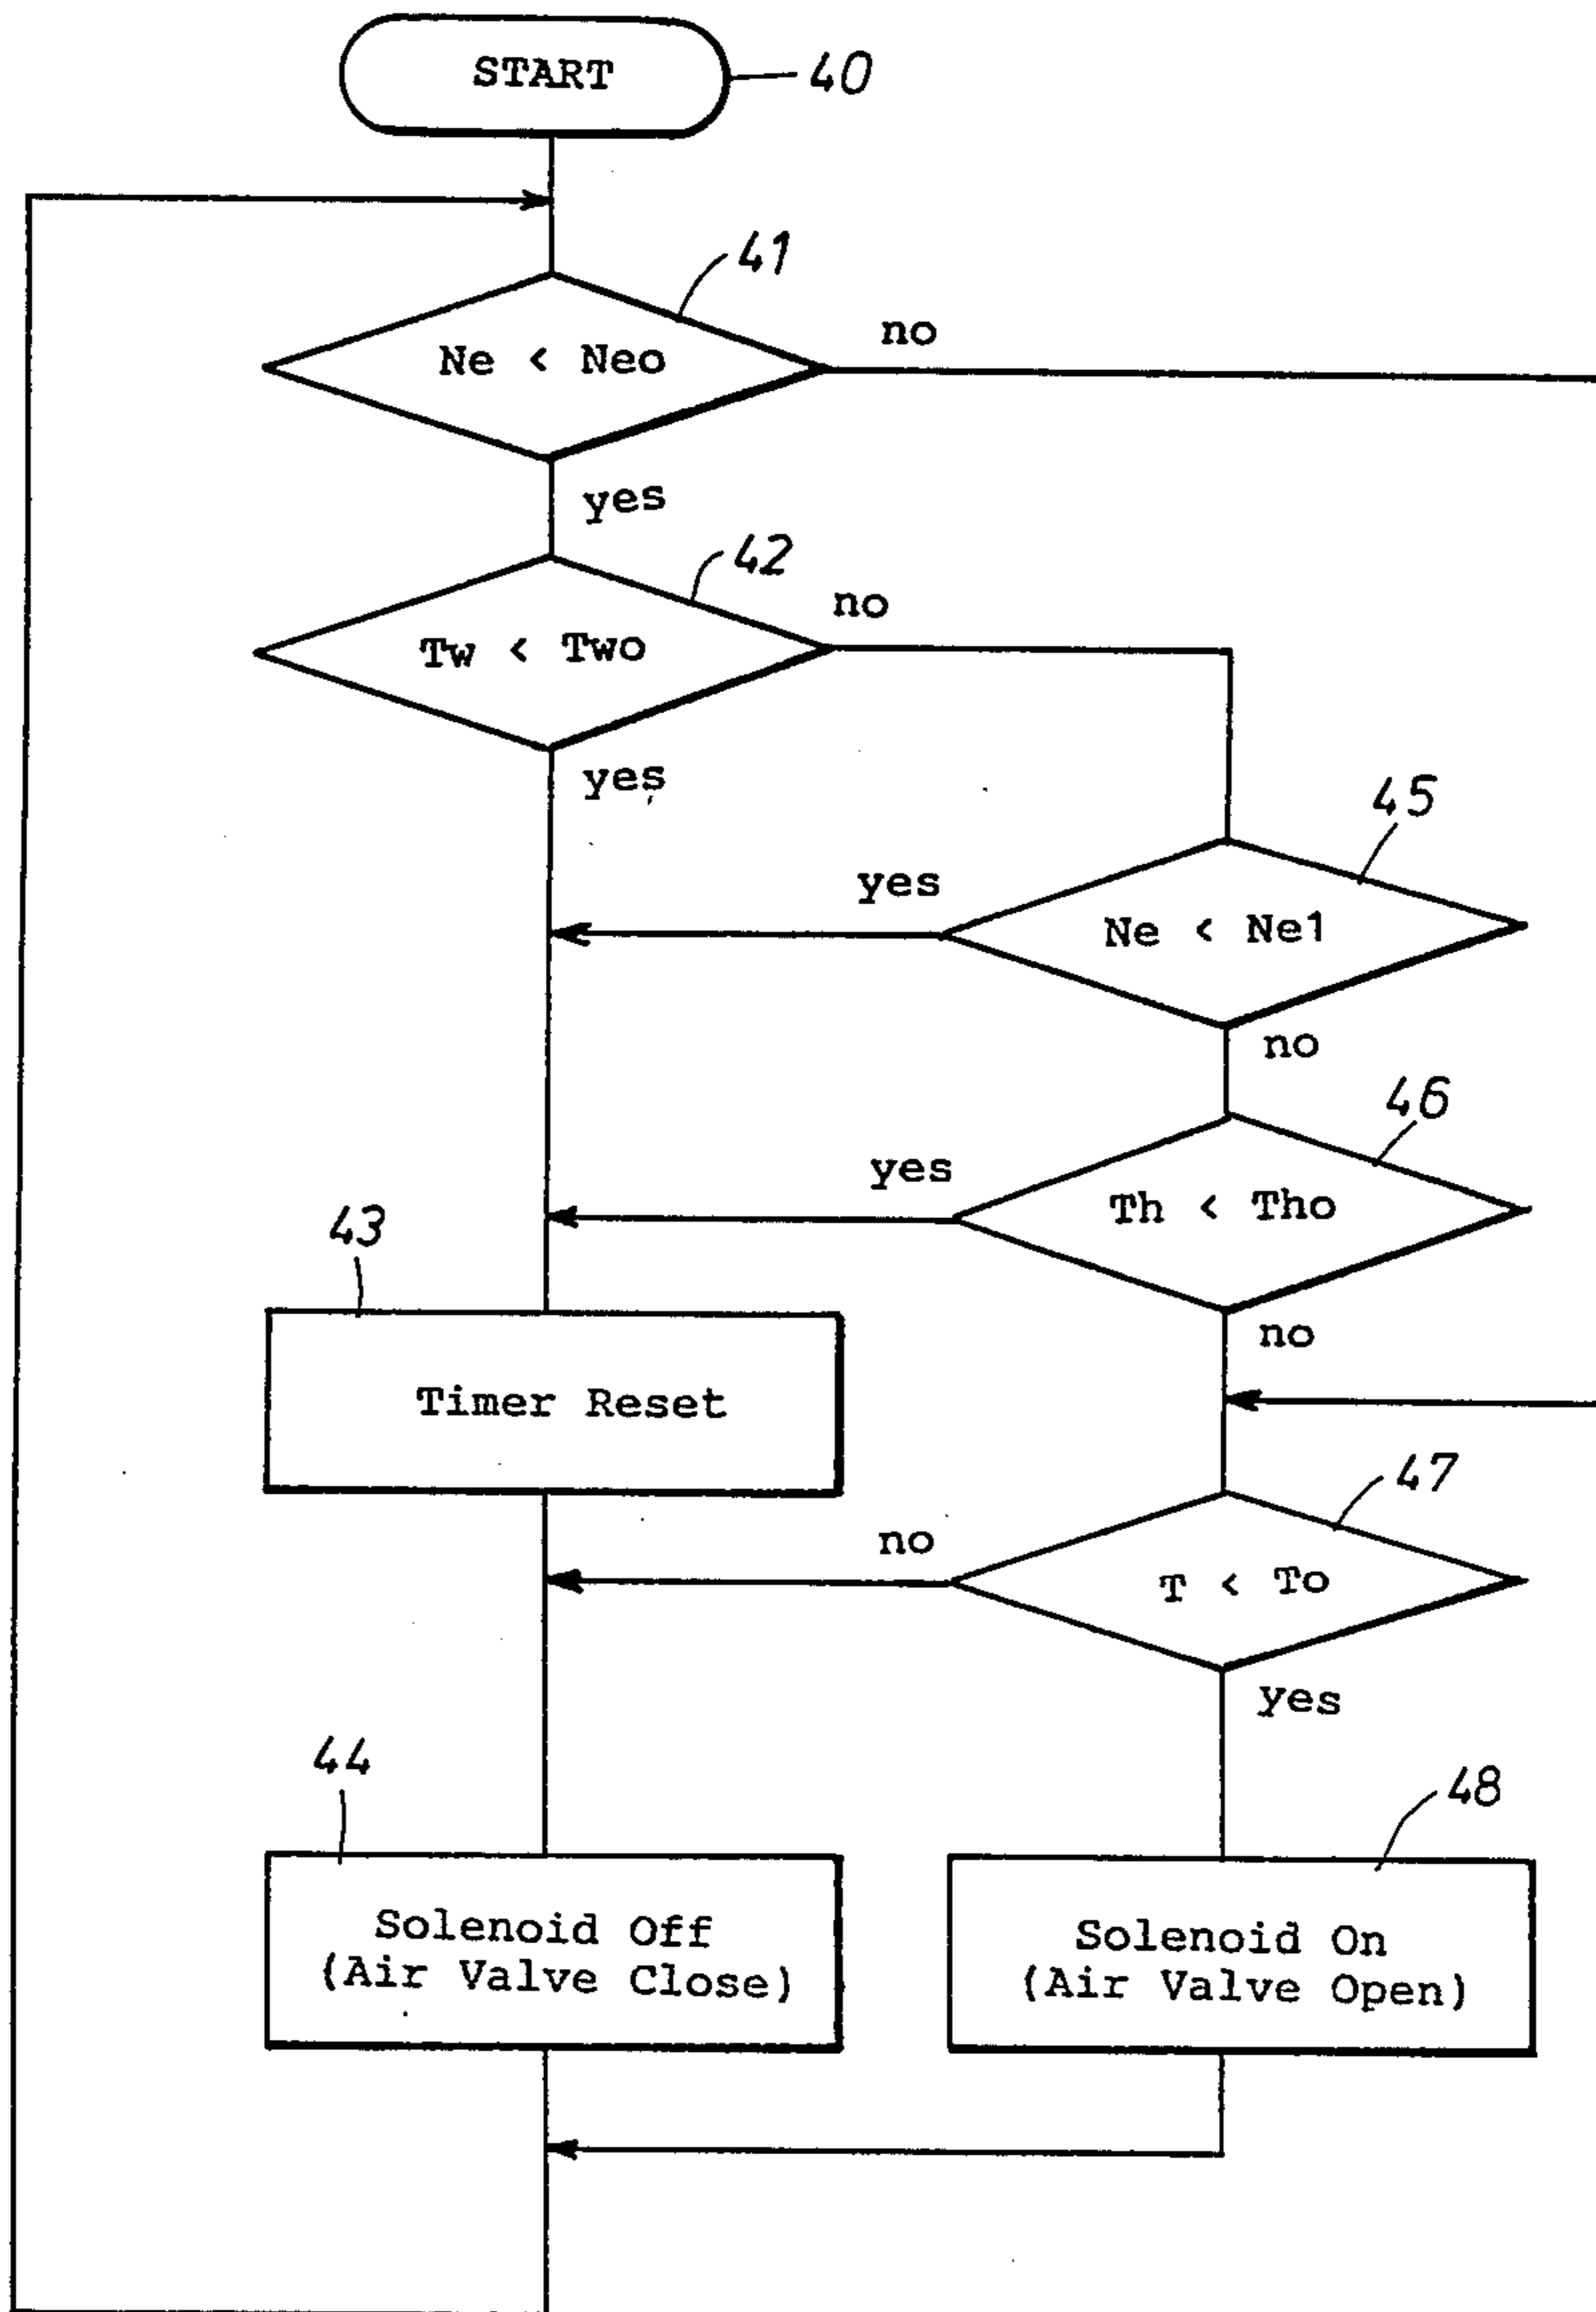 START
40
41
Ne < Neo
no
yes
42
Tw < Two
no
yes
45
yes
Ne < Ne1
no
46
yes
Th < Tho
43
no
Timer Reset
47
no
T < To
yes
44
48
Solenoid Off
(Air Valve Close)
Solenoid On
(Air Valve Open)